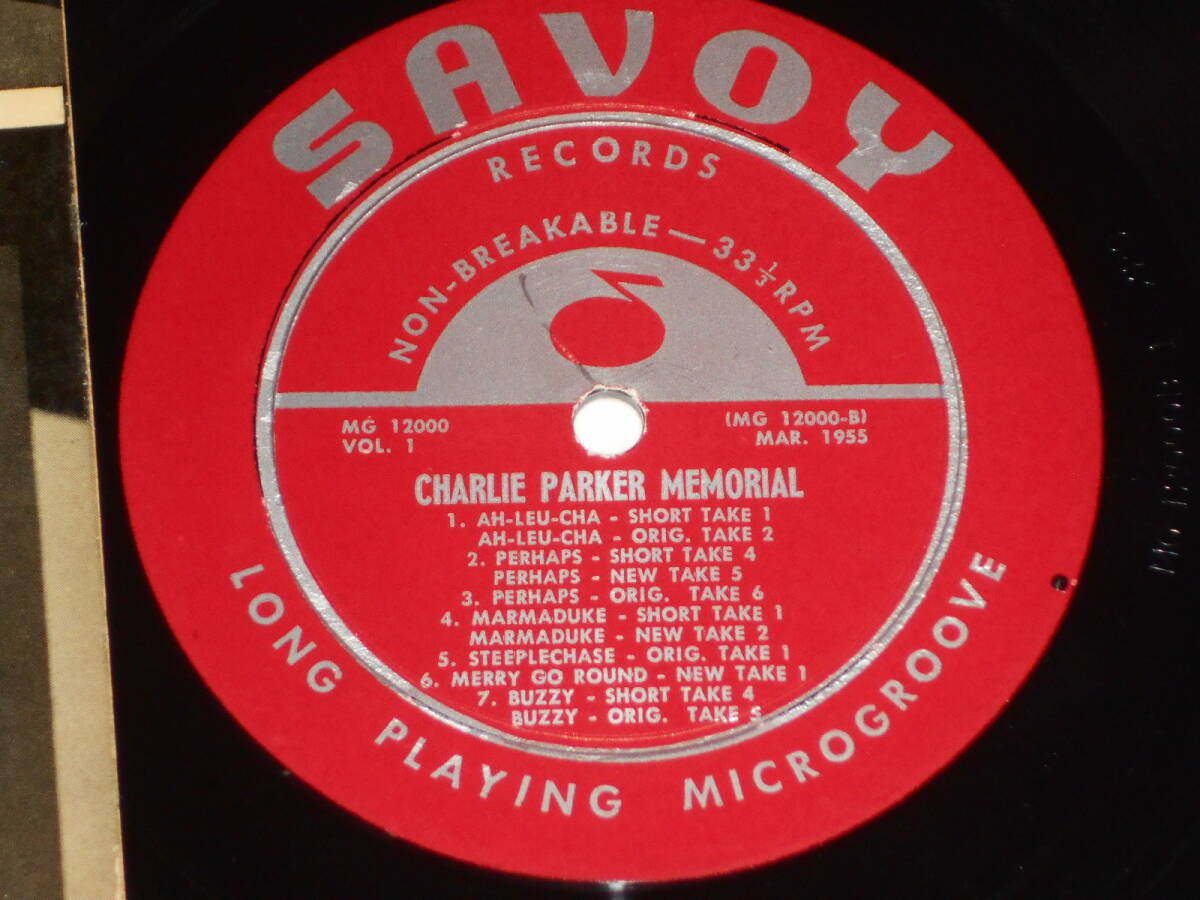 SAVOY
RECORDS
NON-BREAKABLE — 33 1/3 RPM
MG 12000
VOL. 1
(MG 12000-B)
MAR. 1955
CHARLIE PARKER MEMORIAL
1. AH-LEU-CHA - SHORT TAKE 1
AH-LEU-CHA - ORIG. TAKE 2
2. PERHAPS - SHORT TAKE 4
PERHAPS - NEW TAKE 5
3. PERHAPS - ORIG. TAKE 6
4. MARMADUKE - SHORT TAKE 1
MARMADUKE - NEW TAKE 2
5. STEEPLECHASE - ORIG. TAKE 1
6. MERRY GO ROUND - NEW TAKE 1
7. BUZZY - SHORT TAKE 4
BUZZY - ORIG. TAKE 5
LONG PLAYING MICROGROOVE